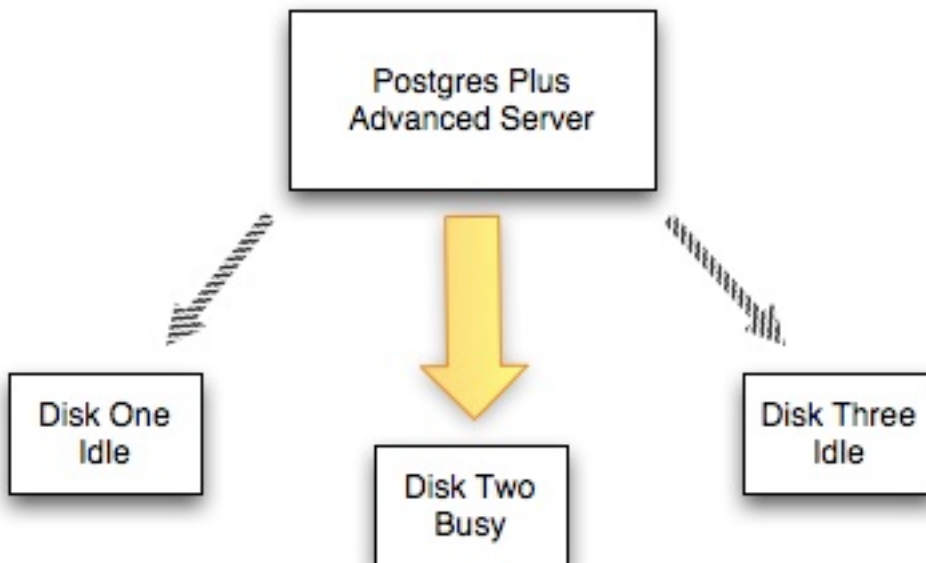 Postgres Plus
Advanced Server
Disk One
Idle
Disk Two
Busy
Disk Three
Idle